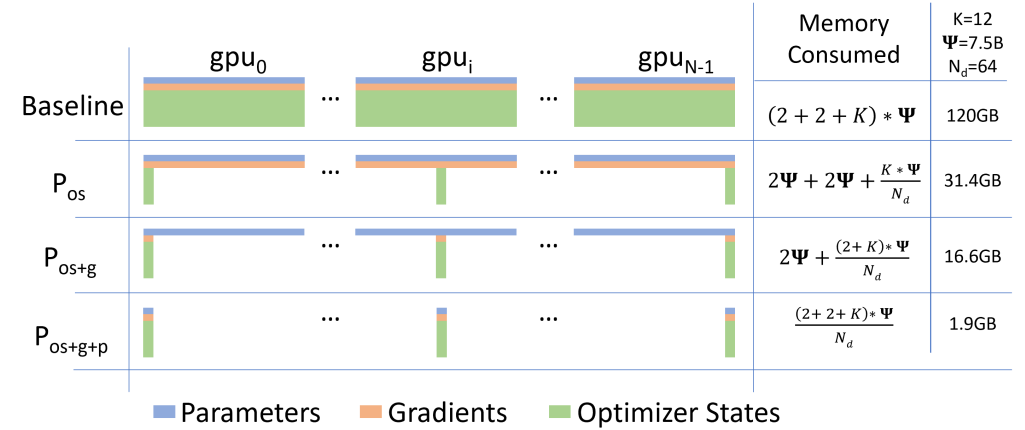 gpu0 gpui gpuN-1 Memory Consumed K=12 Ψ=7.5B Nd=64
Baseline ... ... (2 + 2 + K) ∗ Ψ 120GB
Pos ... ... 2Ψ + 2Ψ + K ∗ Ψ / Nd 31.4GB
Pos+g ... ... 2Ψ + (2+ K)∗ Ψ / Nd 16.6GB
Pos+g+p ... ... (2+ 2+ K)∗ Ψ / Nd 1.9GB
Parameters Gradients Optimizer States